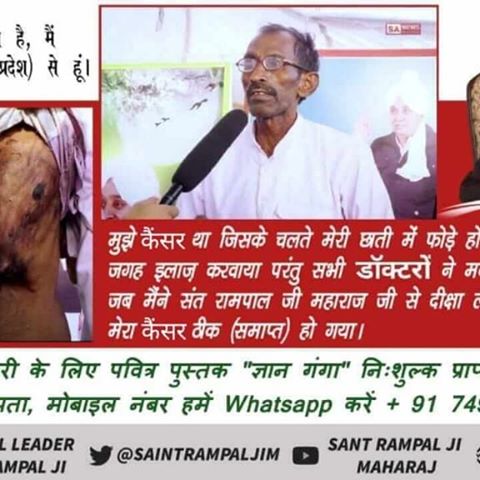 है, मैं
प्रदेश) से हूं।
SA NEWS
मुझे कैंसर था जिसके चलते मेरी छाती में फोड़े हो
जगह इलाज़ करवाया परंतु सभी डॉक्टरों ने म
जब मैंने संत रामपाल जी महाराज जी से दीक्षा ल
मेरा कैंसर ठीक (समाप्त) हो गया।
री के लिए पवित्र पुस्तक "ज्ञान गंगा" निःशुल्क प्राप
पता, मोबाइल नंबर हमें Whatsapp करें + 91 749
L LEADER
AMPAL JI
@SAINTRAMPALJIM
SANT RAMPAL JI
MAHARAJ